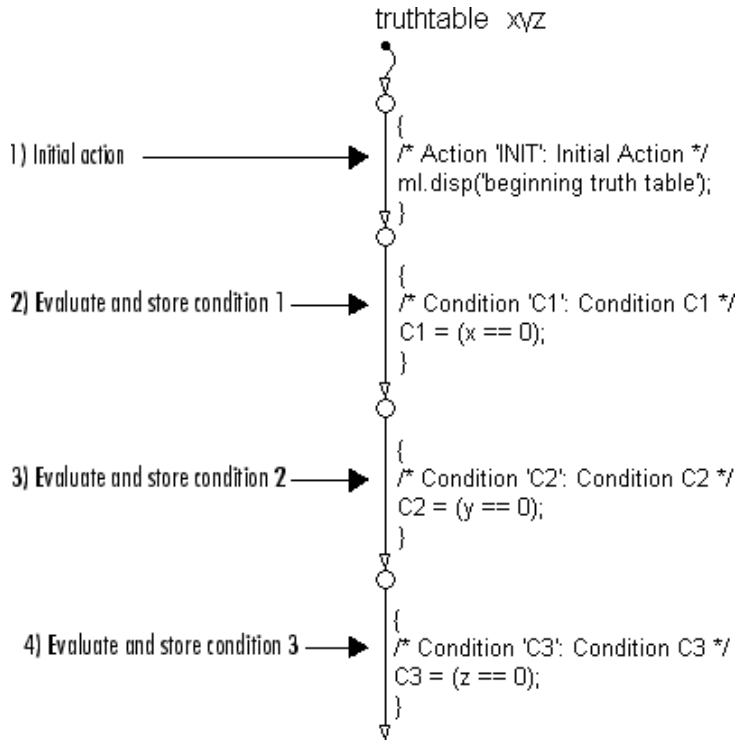 truthtable xyz
1) Initial action
{
/* Action 'INIT': Initial Action */
ml.disp('beginning truth table');
}
2) Evaluate and store condition 1
{
/* Condition 'C1': Condition C1 */
C1 = (x == 0);
}
3) Evaluate and store condition 2
{
/* Condition 'C2': Condition C2 */
C2 = (y == 0);
}
4) Evaluate and store condition 3
{
/* Condition 'C3': Condition C3 */
C3 = (z == 0);
}